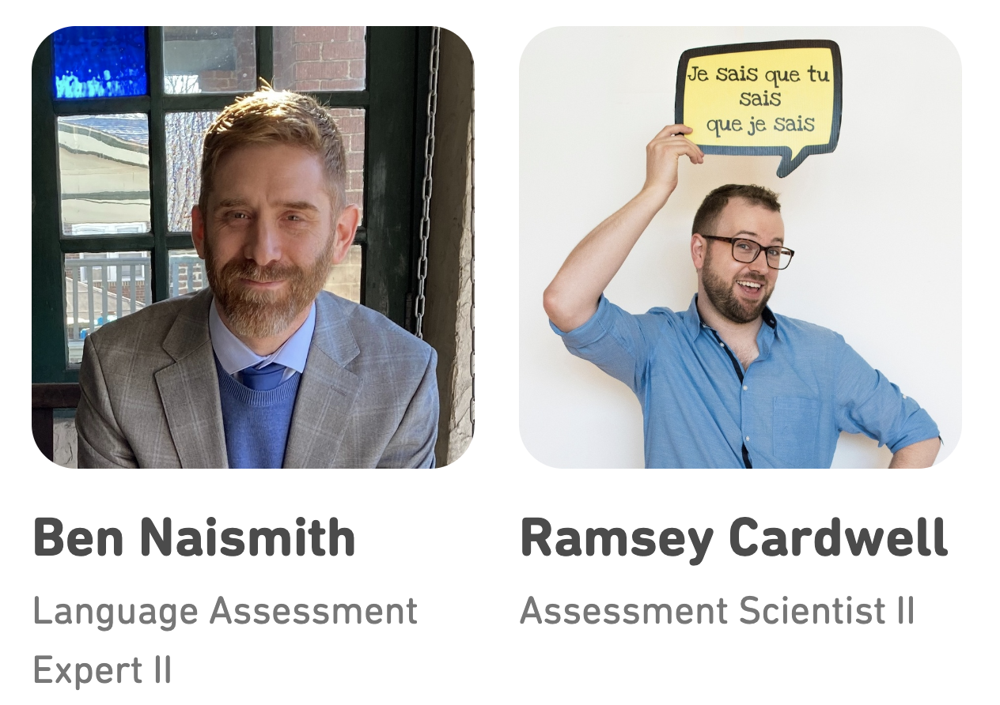 Je sais que tu
sais
que je sais
Ben Naismith
Language Assessment
Expert II
Ramsey Cardwell
Assessment Scientist II